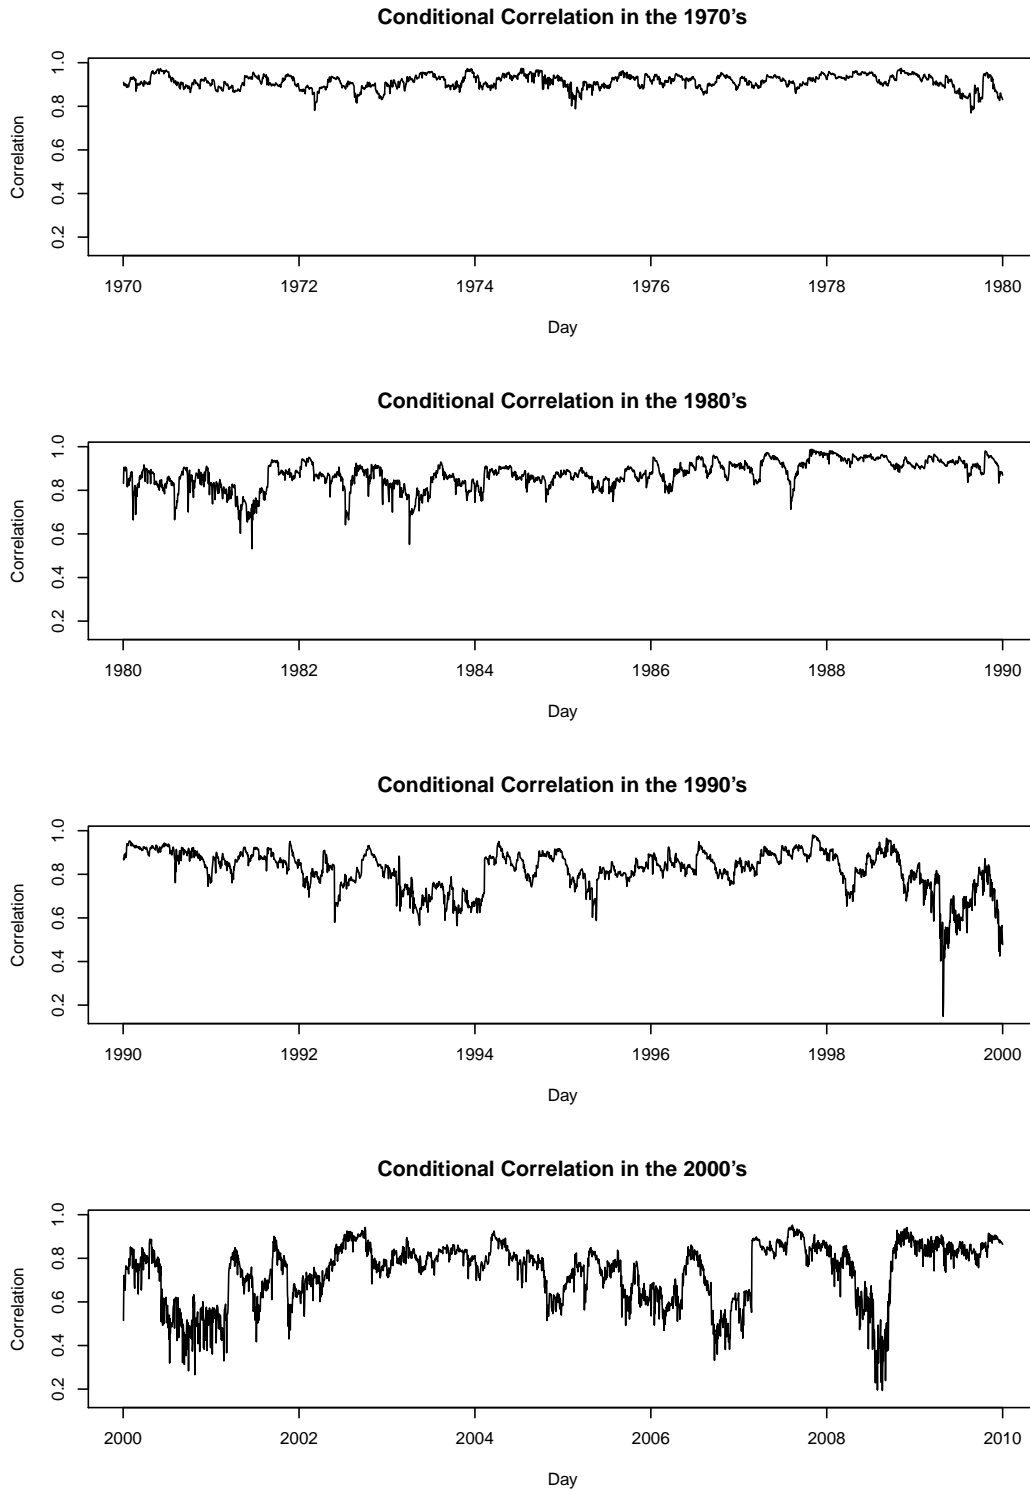 Conditional Correlation in the 1970’s
Correlation
0.2 0.4 0.6 0.8 1.0
1970 1972 1974 1976 1978 1980
Day
Conditional Correlation in the 1980’s
Correlation
0.2 0.4 0.6 0.8 1.0
1980 1982 1984 1986 1988 1990
Day
Conditional Correlation in the 1990’s
Correlation
0.2 0.4 0.6 0.8 1.0
1990 1992 1994 1996 1998 2000
Day
Conditional Correlation in the 2000’s
Correlation
0.2 0.4 0.6 0.8 1.0
2000 2002 2004 2006 2008 2010
Day